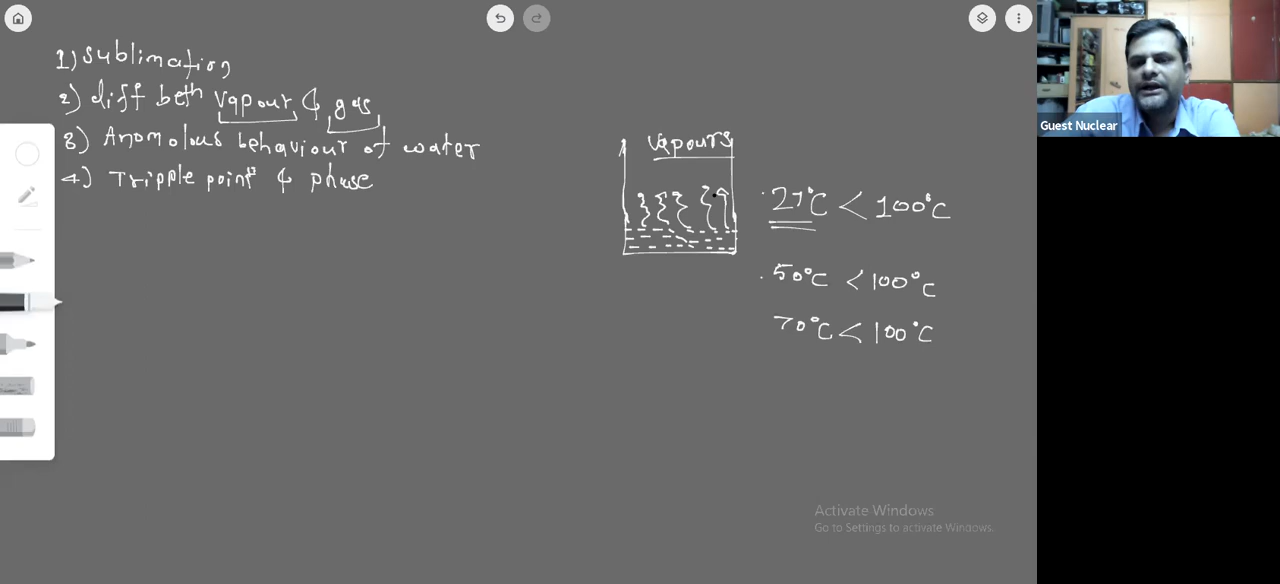 1) Sublimation
2) diff beth Vapour & gas
3) Anomolous behaviour of water
4) Tripple point & phase
Vapours
27°C < 100°C
50°C < 100°C
70°C < 100°C
Guest Nuclear
Activate Windows
Go to Settings to activate Windows.